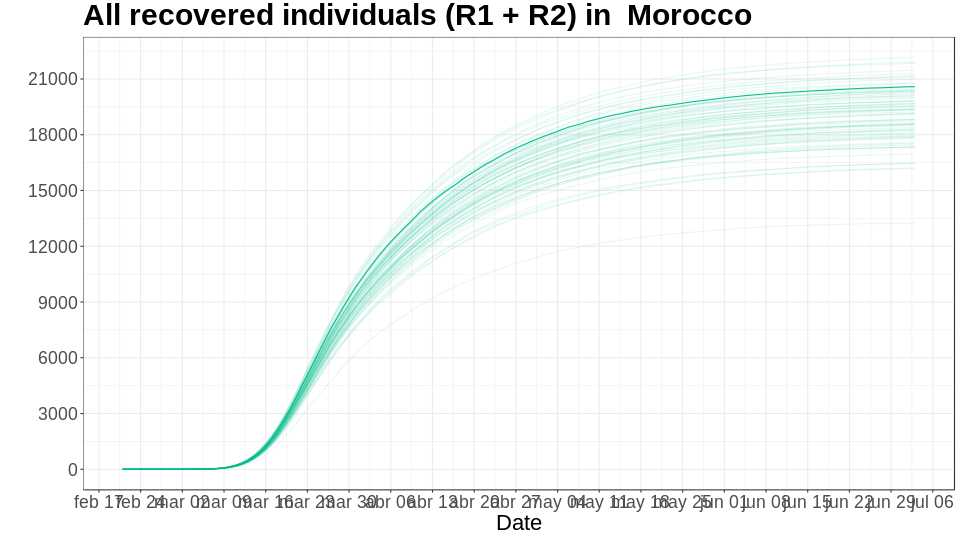 All recovered individuals (R1 + R2) in  Morocco
21000
18000
15000
12000
9000
6000
3000
0
feb 17 feb 24 mar 02 mar 09 mar 16 mar 23 mar 30 abr 06 abr 13 abr 20 abr 27 may 04 may 11 may 18 may 25 jun 01 jun 08 jun 15 jun 22 jun 29 jul 06
Date